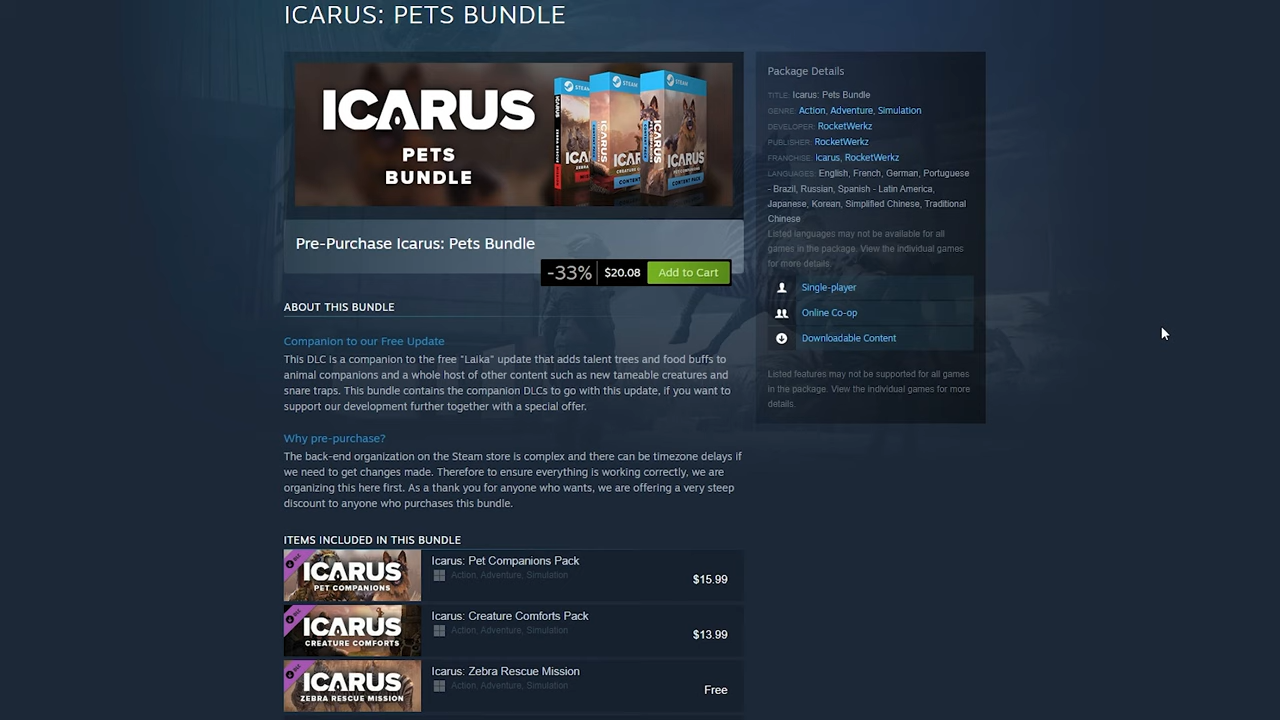 ICARUS: PETS BUNDLE
ICARUS
PETS
BUNDLE
STEAM
STEAM
STEAM
ICARUS
CONTENT PACK
Pre-Purchase Icarus: Pets Bundle
-33% $20.08 Add to Cart
ABOUT THIS BUNDLE
Companion to our Free Update
This DLC is a companion to the free "Laika" update that adds talent trees and food buffs to
animal companions and a whole host of other content such as new tameable creatures and
snare traps. This bundle contains the companion DLCs to go with this update, if you want to
support our development further together with a special offer.
Why pre-purchase?
The back-end organization on the Steam store is complex and there can be timezone delays if
we need to get changes made. Therefore to ensure everything is working correctly, we are
organizing this here first. As a thank you for anyone who wants, we are offering a very steep
discount to anyone who purchases this bundle.
ITEMS INCLUDED IN THIS BUNDLE
ICARUS
PET COMPANIONS
Icarus: Pet Companions Pack
Action, Adventure, Simulation
$15.99
ICARUS
CREATURE COMFORTS
Icarus: Creature Comforts Pack
Action, Adventure, Simulation
$13.99
ICARUS
ZEBRA RESCUE MISSION
Icarus: Zebra Rescue Mission
Action, Adventure, Simulation
Free
Package Details
TITLE: Icarus: Pets Bundle
GENRE: Action, Adventure, Simulation
DEVELOPER: RocketWerkz
PUBLISHER: RocketWerkz
FRANCHISE: Icarus, RocketWerkz
LANGUAGES: English, French, German, Portuguese
- Brazil, Russian, Spanish - Latin America,
Japanese, Korean, Simplified Chinese, Traditional
Chinese
Listed languages may not be available for all
games in the package. View the individual games
for more details.
Single-player
Online Co-op
Downloadable Content
Listed features may not be supported for all games
in the package. View the individual games for more
details.